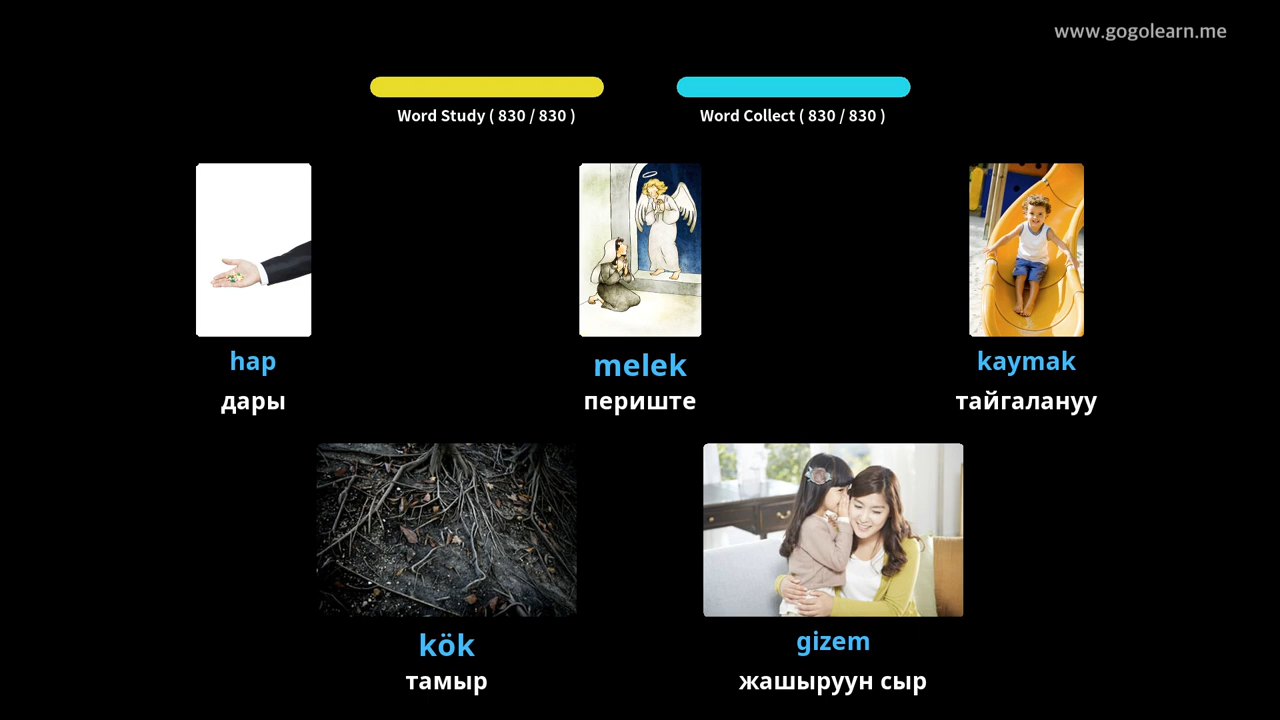 www.gogolearn.me
Word Study ( 830 / 830 )
Word Collect ( 830 / 830 )
hap
дары
melek
периште
kaymak
тайгалануу
kök
тамыр
gizem
жашыруун сыр